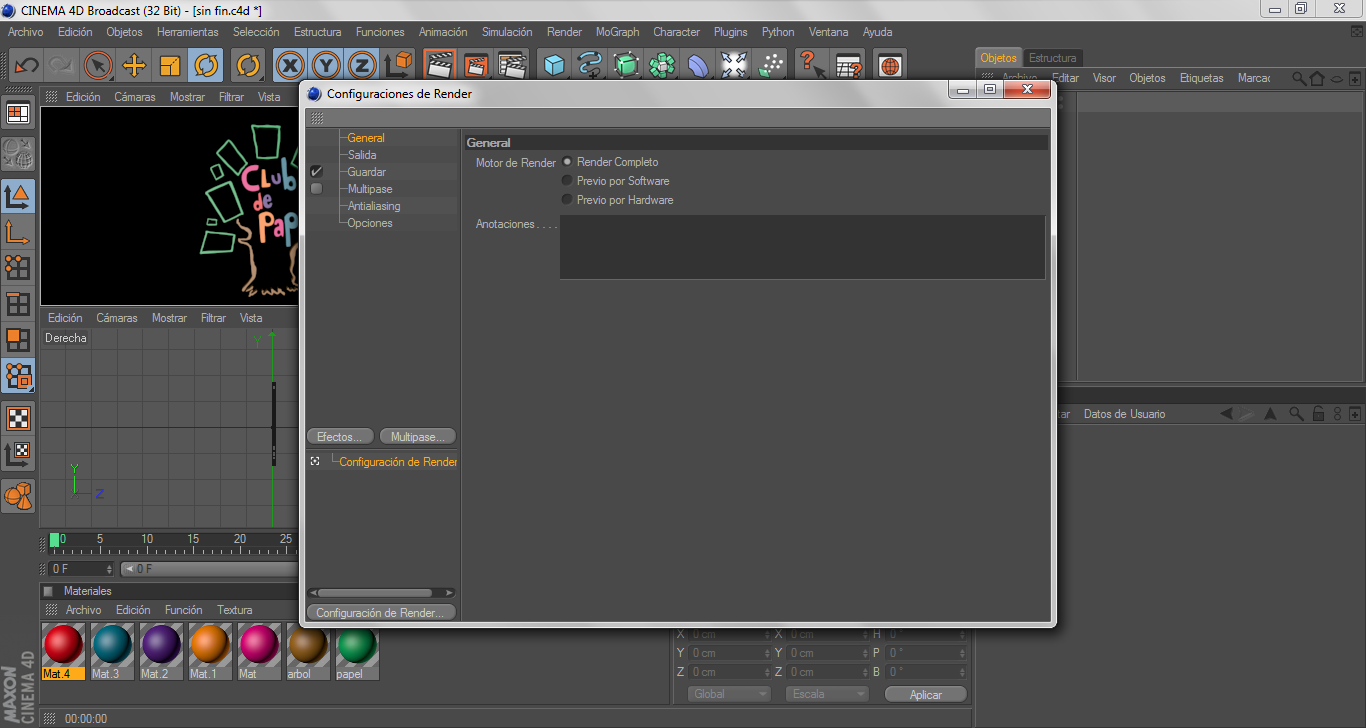 CINEMA 4D Broadcast (32 Bit) - [sin fin.c4d *]
Archivo Edición Objetos Herramientas Selección Estructura Funciones Animación Simulación Render MoGraph Character Plugins Python Ventana Ayuda
X Y Z
Objetos Estructura
Archivo Editar Visor Objetos Etiquetas Marcac
Edición Cámaras Mostrar Filtrar Vista
Club
de
Pap
Configuraciones de Render
General
Salida
Guardar
Multipase
Antialiasing
Opciones
General
Motor de Render Render Completo
Previo por Software
Previo por Hardware
Anotaciones . . . .
Efectos... Multipase...
Configuración de Render
Configuración de Render...
Edición Cámaras Mostrar Filtrar Vista
Derecha
Y
Y
Z
tar Datos de Usuario
0 5 10 15 20 25
0 F 0 F
Materiales
Archivo Edición Función Textura
Mat.4 Mat.3 Mat.2 Mat.1 Mat arbol papel
X 0 cm X 0 cm H 0 °
Y 0 cm Y 0 cm P 0 °
Z 0 cm Z 0 cm B 0 °
Global Escala Aplicar
MAXON
CINEMA 4D
00:00:00